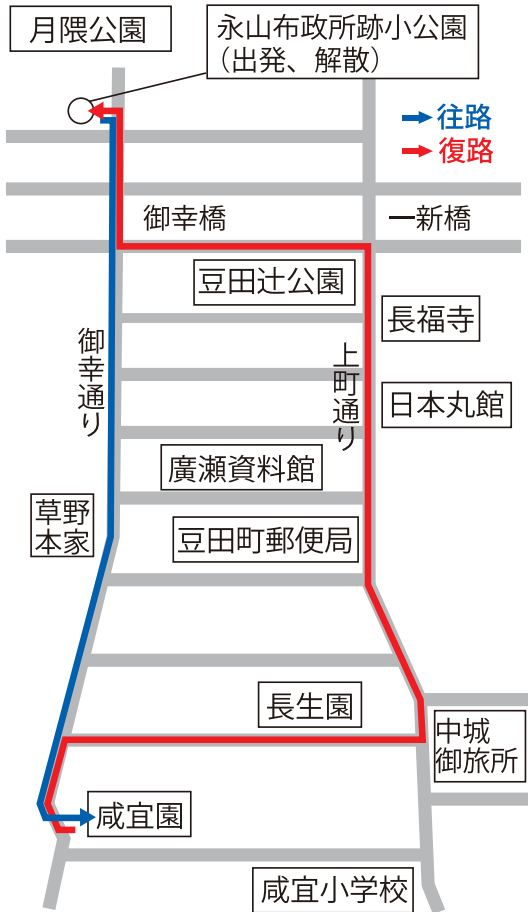 月隈公園
永山布政所跡小公園
（出発、解散）
往路
復路
御幸橋
一新橋
豆田辻公園
長福寺
御幸通り
上町通り
日本丸館
廣瀬資料館
草野
本家
豆田町郵便局
長生園
中城
御旅所
咸宜園
咸宜小学校